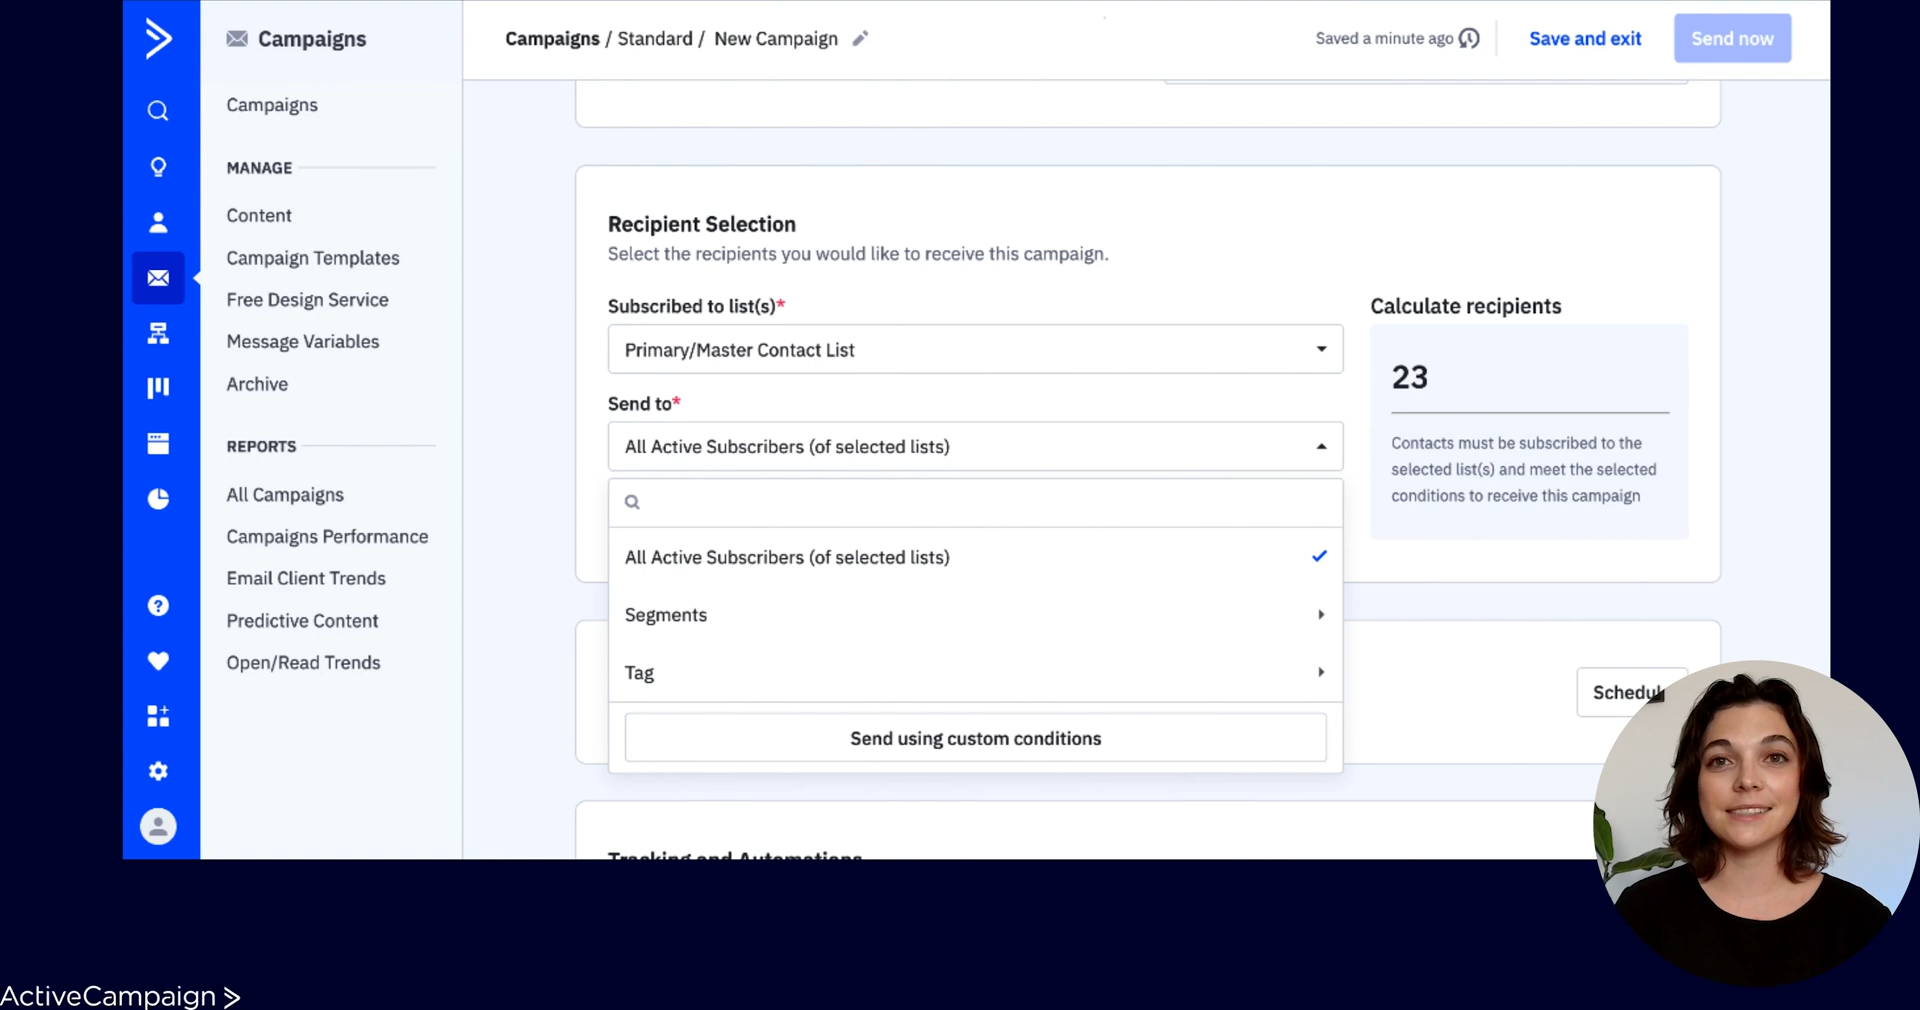 Campaigns
Campaigns / Standard / New Campaign
Saved a minute ago
Save and exit
Send now
Campaigns
MANAGE
Content
Campaign Templates
Free Design Service
Message Variables
Archive
REPORTS
All Campaigns
Campaigns Performance
Email Client Trends
Predictive Content
Open/Read Trends
Recipient Selection
Select the recipients you would like to receive this campaign.
Subscribed to list(s)*
Primary/Master Contact List
Send to*
All Active Subscribers (of selected lists)
All Active Subscribers (of selected lists)
Segments
Tag
Send using custom conditions
Calculate recipients
23
Contacts must be subscribed to the
selected list(s) and meet the selected
conditions to receive this campaign
Schedul
Tracking and Automations
ActiveCampaign >